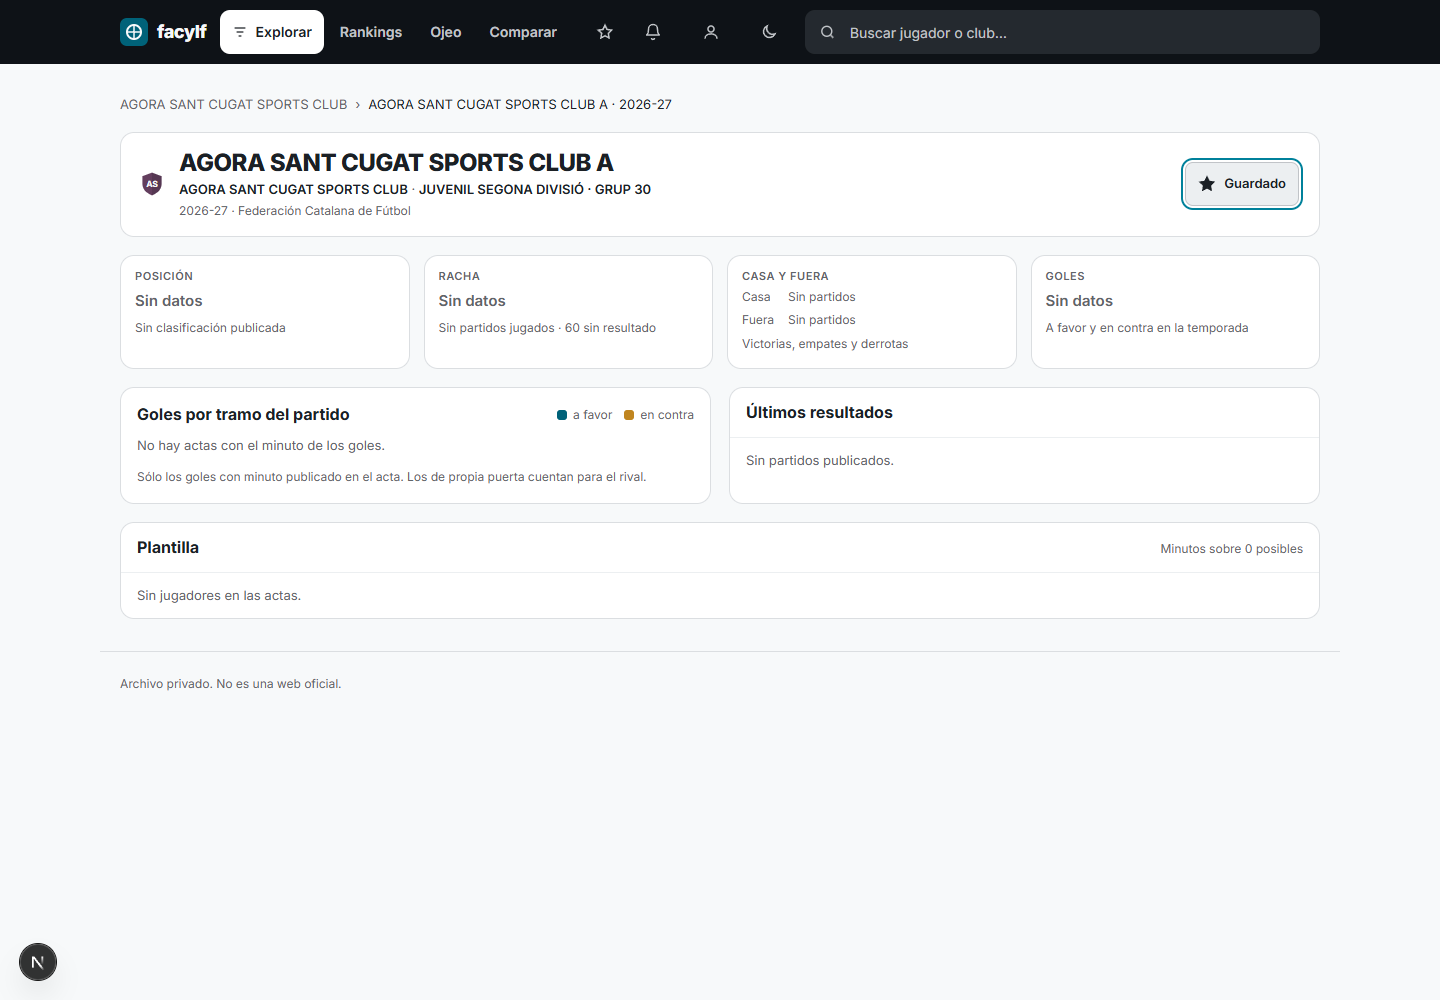 facylf
Explorar
Rankings
Ojeo
Comparar
Buscar jugador o club...
AGORA SANT CUGAT SPORTS CLUB › AGORA SANT CUGAT SPORTS CLUB A · 2026-27
AS
AGORA SANT CUGAT SPORTS CLUB A
AGORA SANT CUGAT SPORTS CLUB · JUVENIL SEGONA DIVISIÓ · GRUP 30
2026-27 · Federación Catalana de Fútbol
Guardado
POSICIÓN
Sin datos
Sin clasificación publicada
RACHA
Sin datos
Sin partidos jugados · 60 sin resultado
CASA Y FUERA
Casa Sin partidos
Fuera Sin partidos
Victorias, empates y derrotas
GOLES
Sin datos
A favor y en contra en la temporada
Goles por tramo del partido
a favor en contra
No hay actas con el minuto de los goles.
Sólo los goles con minuto publicado en el acta. Los de propia puerta cuentan para el rival.
Últimos resultados
Sin partidos publicados.
Plantilla
Minutos sobre 0 posibles
Sin jugadores en las actas.
Archivo privado. No es una web oficial.
N